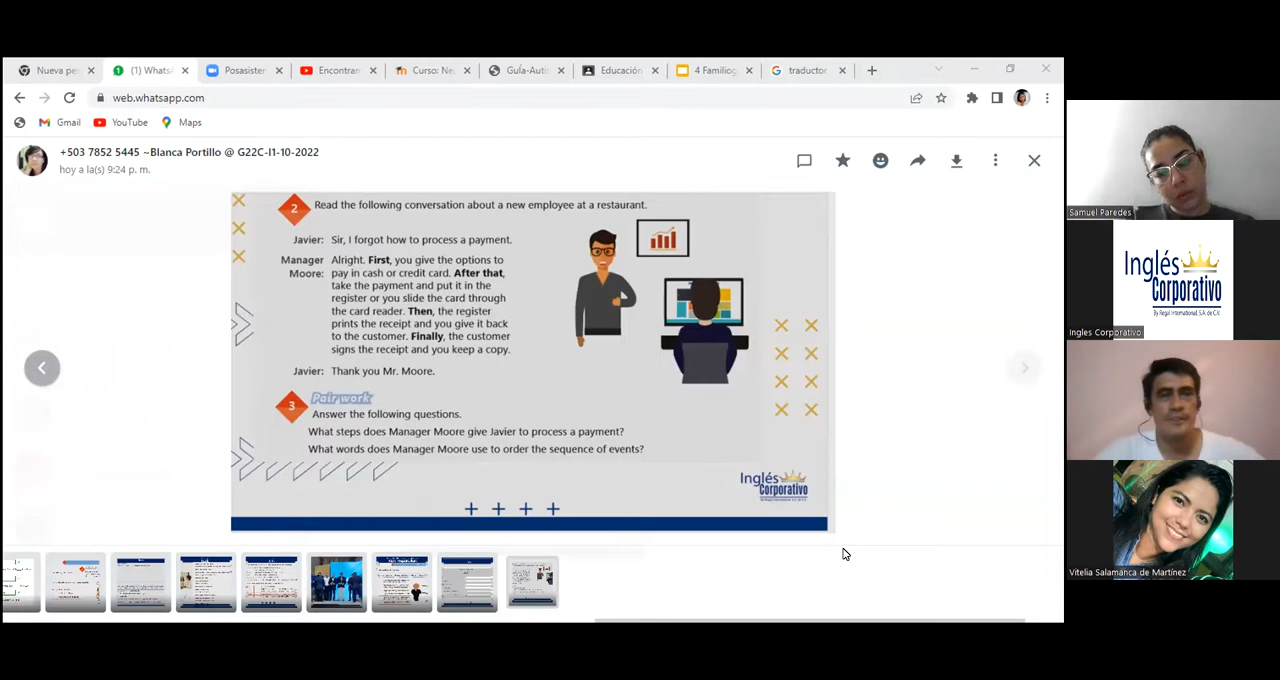 Nueva pe
(1) Whats
Posasisten
Encontran
Curso: Ne
Guía-Auti
Educación
4 Familiog
traductor
web.whatsapp.com
Gmail
YouTube
Maps
+503 7852 5445 ~Blanca Portillo @ G22C-I1-10-2022
hoy a la(s) 9:24 p. m.
2
Read the following conversation about a new employee at a restaurant.
Javier: Sir, I forgot how to process a payment.
Manager Alright. First, you give the options to
Moore: pay in cash or credit card. After that,
take the payment and put it in the
register or you slide the card through
the card reader. Then, the register
prints the receipt and you give it back
to the customer. Finally, the customer
signs the receipt and you keep a copy.
Javier: Thank you Mr. Moore.
3
Pair work
Answer the following questions.
What steps does Manager Moore give Javier to process a payment?
What words does Manager Moore use to order the sequence of events?
Inglés
Corporativo
Samuel Paredes
Inglés
Corporativo
By Regal International, S.A. de C.V.
Ingles Corporativo
Vitelia Salamanca de Martínez